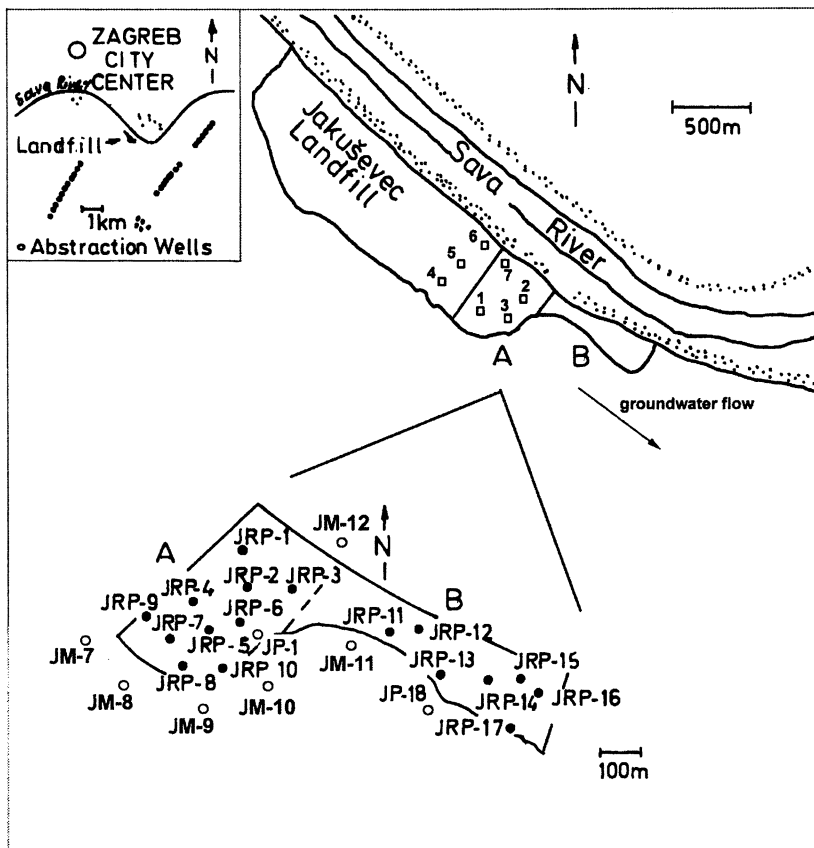 ZAGREB
CITY
CENTER
N
Sava River
Landfill
1km
Abstraction Wells
N
500m
Jakuševec
Landfill
Sava
River
6
5
7
4
2
1
3
A
B
groundwater flow
N
A
B
JRP-1
JM-12
JRP-2
JRP-3
JRP-4
JRP-9
JRP-6
JRP-11
JRP-12
JRP-7
JRP-5
JP-1
JM-7
JM-11
JRP-13
JRP-15
JRP-8
JRP 10
JM-8
JM-10
JP-18
JRP-14
JRP-16
JM-9
JRP-17
100m